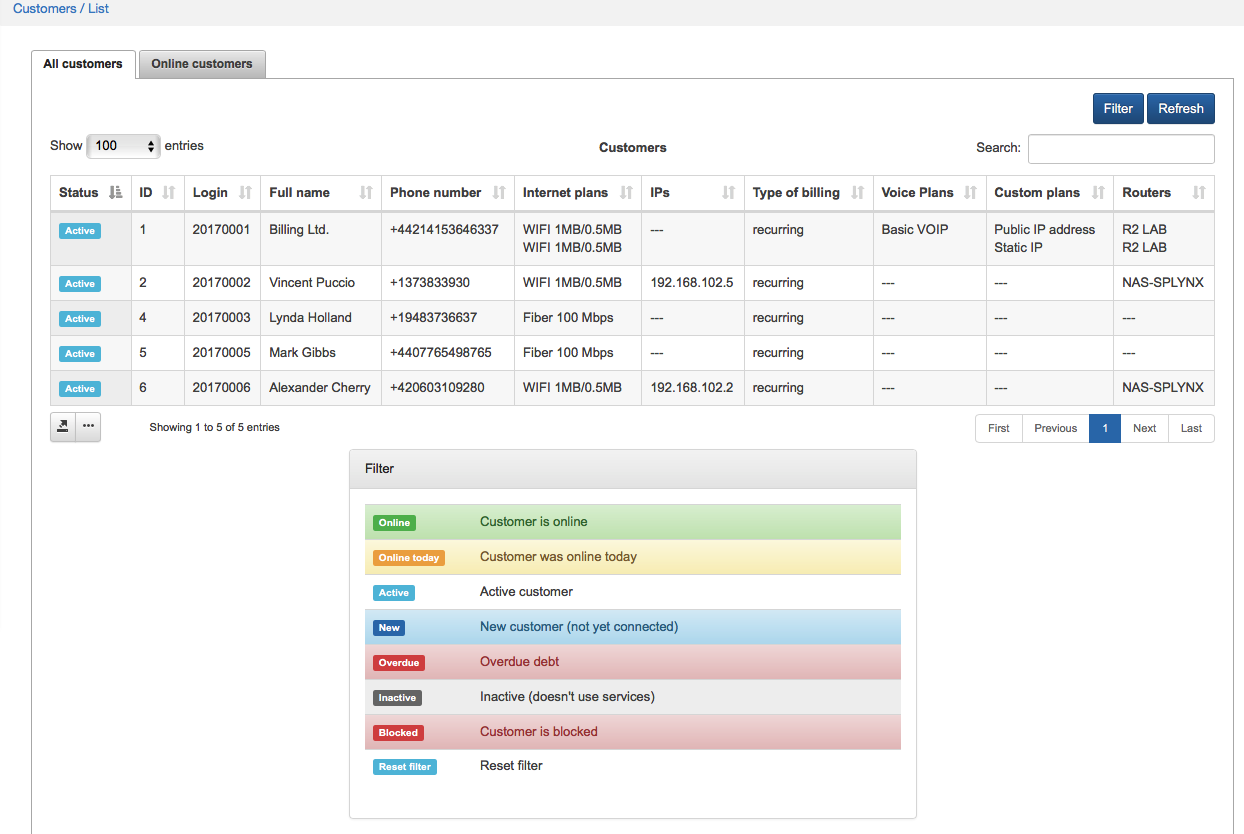 Customers / List
All customers
Online customers
Filter
Refresh
Show 100 entries
Customers
Search:
Status ID Login Full name Phone number Internet plans IPs Type of billing Voice Plans Custom plans Routers
Active 1 20170001 Billing Ltd. +44214153646337 WIFI 1MB/0.5MB --- recurring Basic VOIP Public IP address R2 LAB
WIFI 1MB/0.5MB Static IP R2 LAB
Active 2 20170002 Vincent Puccio +1373833930 WIFI 1MB/0.5MB 192.168.102.5 recurring --- --- NAS-SPLYNX
Active 4 20170003 Lynda Holland +19483736637 Fiber 100 Mbps --- recurring --- --- ---
Active 5 20170005 Mark Gibbs +4407765498765 Fiber 100 Mbps --- recurring --- --- ---
Active 6 20170006 Alexander Cherry +420603109280 WIFI 1MB/0.5MB 192.168.102.2 recurring --- --- NAS-SPLYNX
Showing 1 to 5 of 5 entries
First Previous 1 Next Last
Filter
Online Customer is online
Online today Customer was online today
Active Active customer
New New customer (not yet connected)
Overdue Overdue debt
Inactive Inactive (doesn't use services)
Blocked Customer is blocked
Reset filter Reset filter